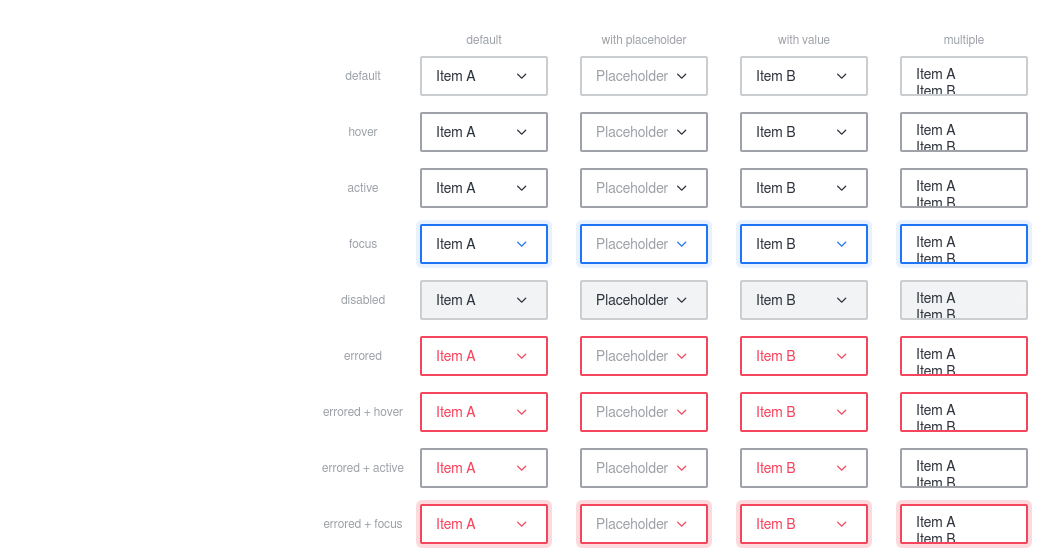 default with placeholder with value multiple
default Item A Placeholder Item B Item A
Item B
hover Item A Placeholder Item B Item A
Item B
active Item A Placeholder Item B Item A
Item B
focus Item A Placeholder Item B Item A
Item B
disabled Item A Placeholder Item B Item A
Item B
errored Item A Placeholder Item B Item A
Item B
errored + hover Item A Placeholder Item B Item A
Item B
errored + active Item A Placeholder Item B Item A
Item B
errored + focus Item A Placeholder Item B Item A
Item B